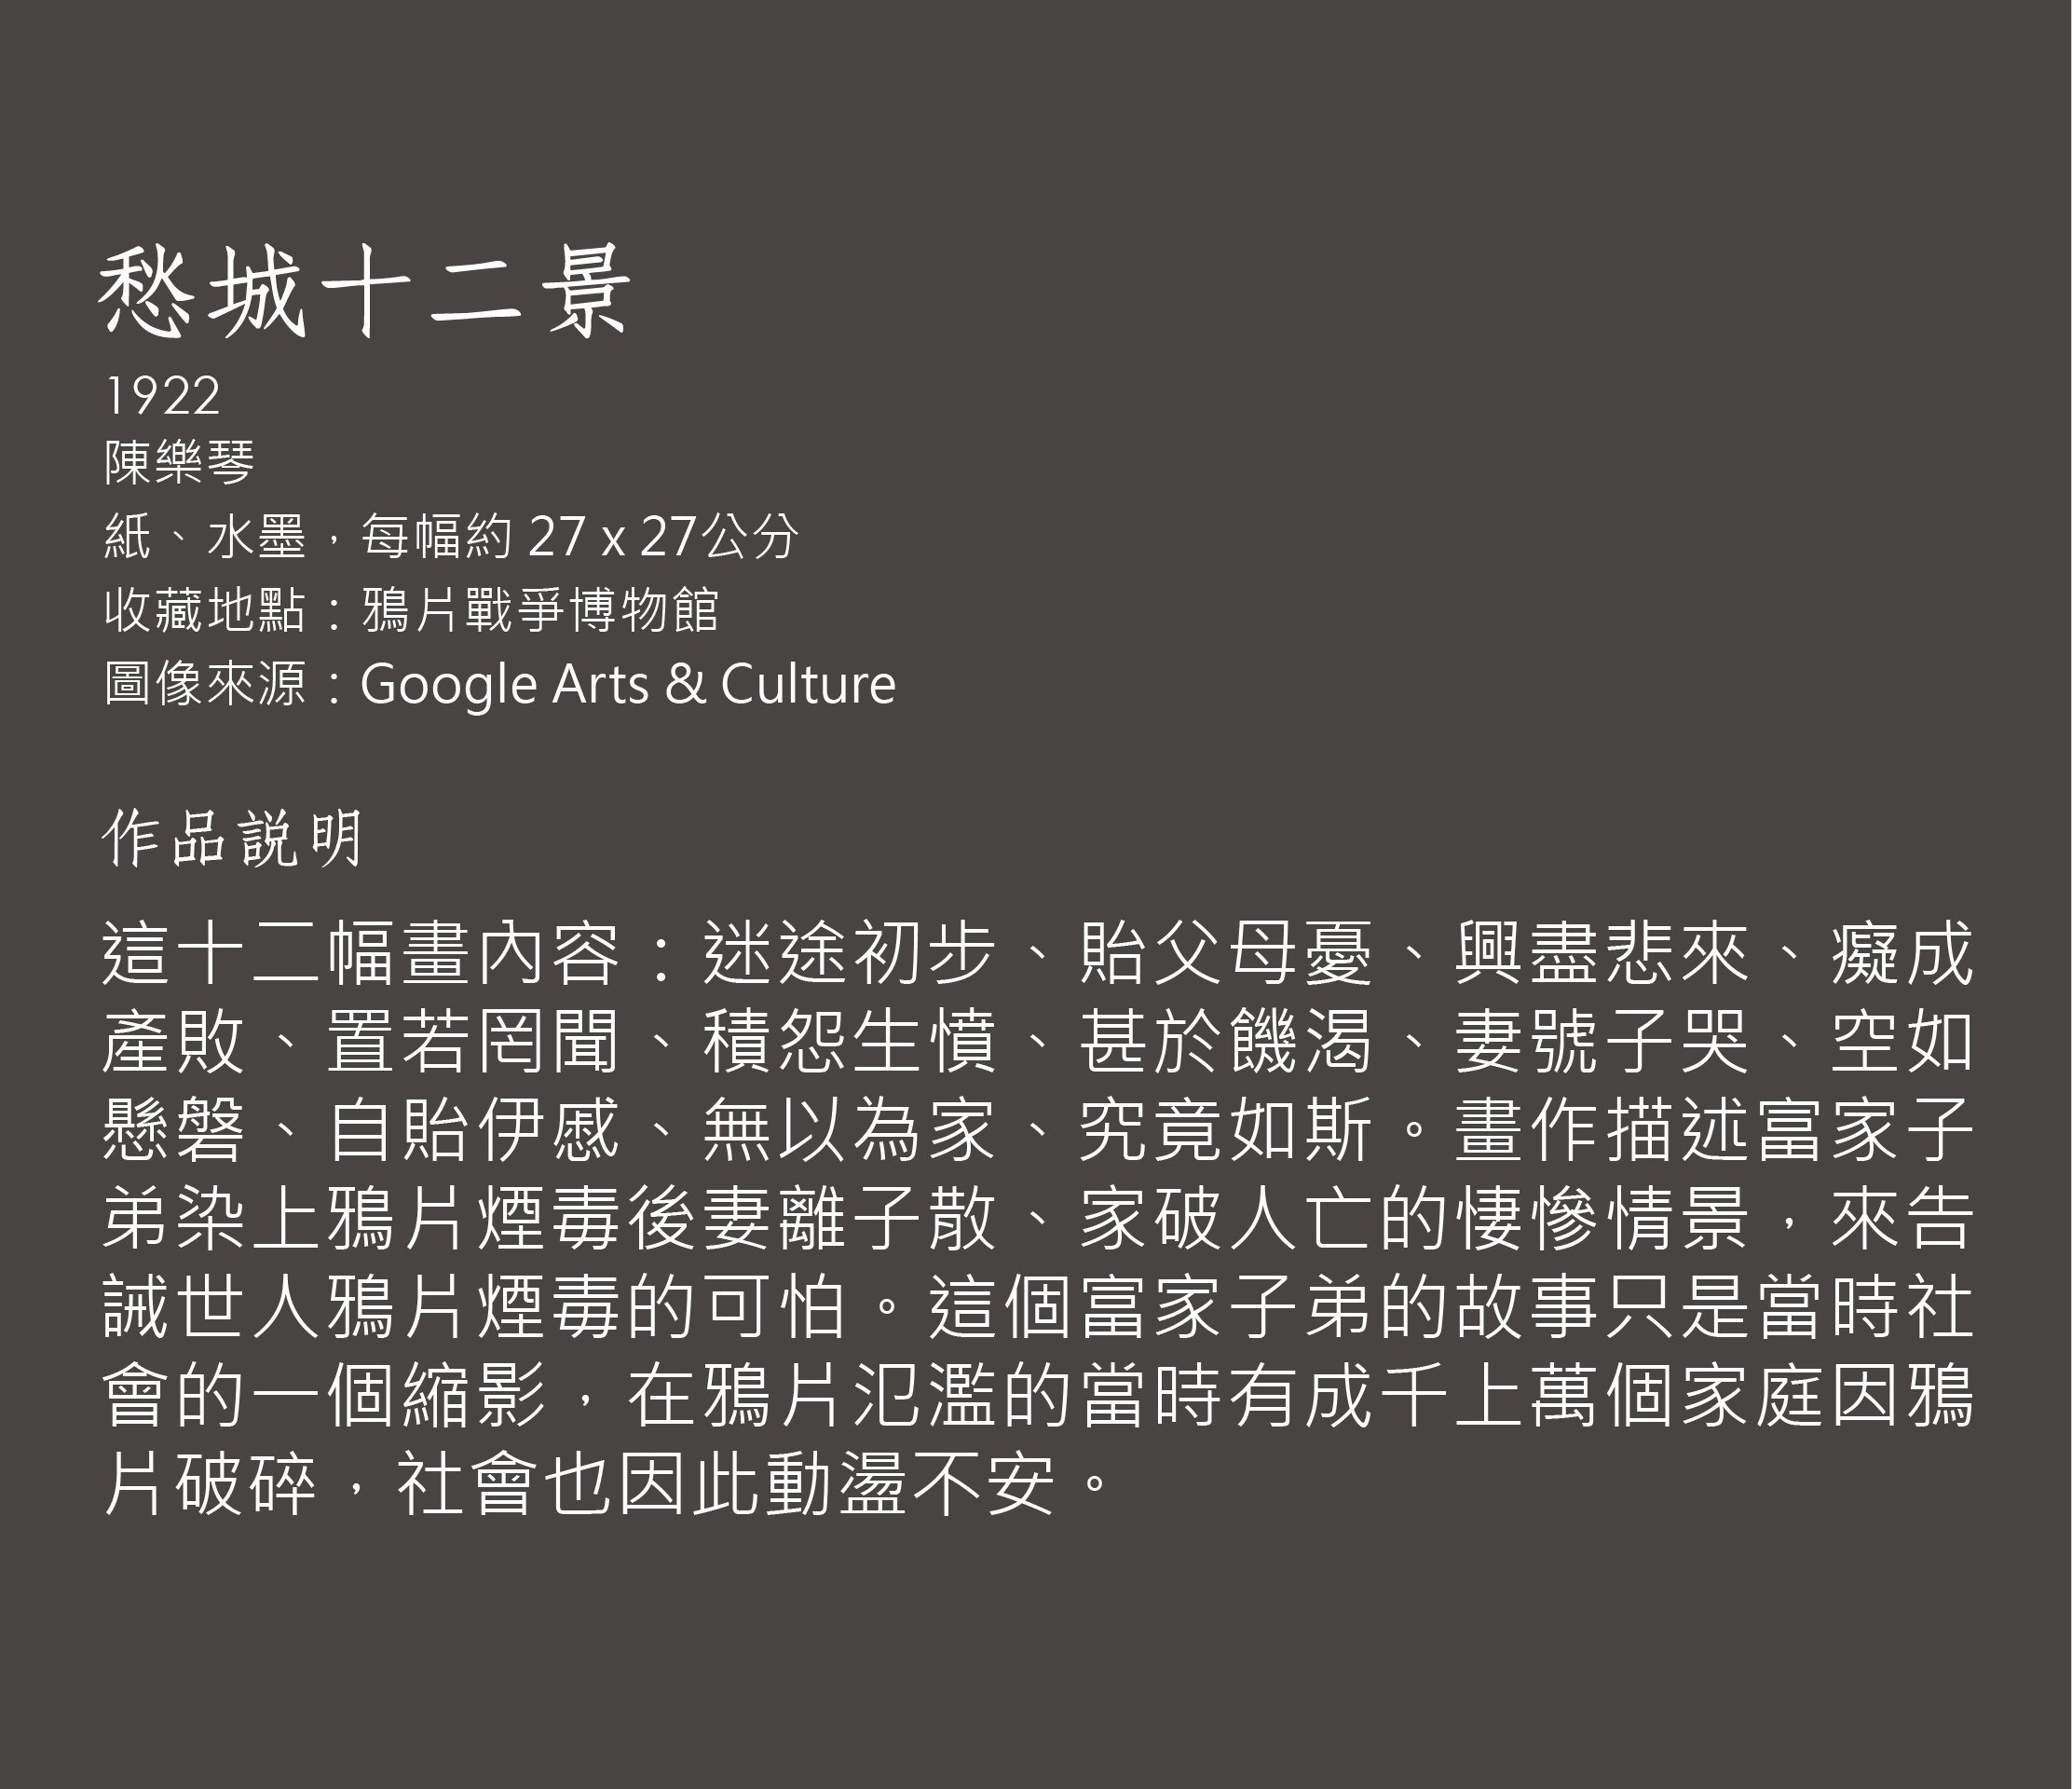 愁城十二景
1922
陳樂琴
紙、水墨，每幅約 27 x 27公分
收藏地點：鴉片戰爭博物館
圖像來源：Google Arts & Culture
作品說明
這十二幅畫內容：迷途初步、貽父母憂、興盡悲來、癡成
產敗、置若罔聞、積怨生憤、甚於饑渴、妻號子哭、空如
懸磐、自貽伊慼、無以為家、究竟如斯。畫作描述富家子
弟染上鴉片煙毒後妻離子散、家破人亡的悽慘情景，來告
誡世人鴉片煙毒的可怕。這個富家子弟的故事只是當時社
會的一個縮影，在鴉片氾濫的當時有成千上萬個家庭因鴉
片破碎，社會也因此動盪不安。